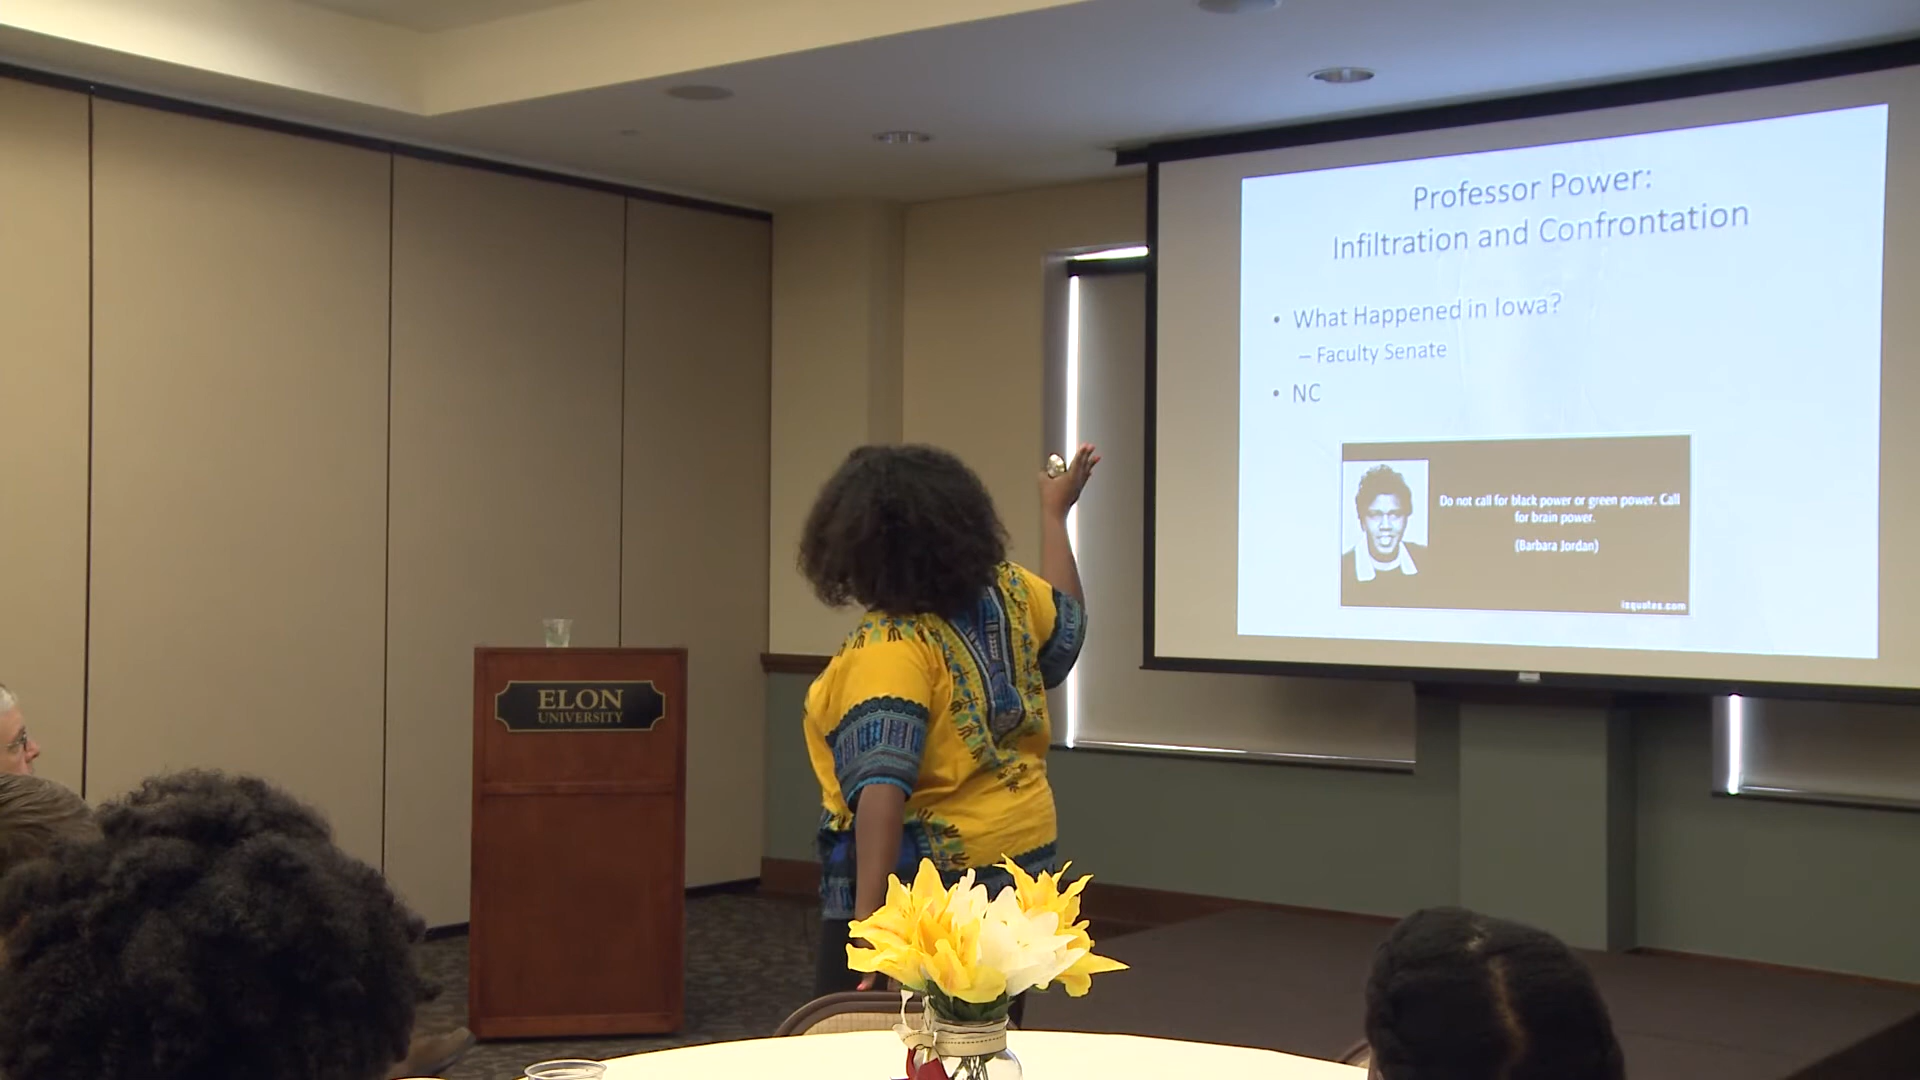 Professor Power:
Infiltration and Confrontation
• What Happened in Iowa?
– Faculty Senate
• NC
Do not call for black power or green power. Call
for brain power.
(Barbara Jordan)
izquotes.com
ELON
UNIVERSITY